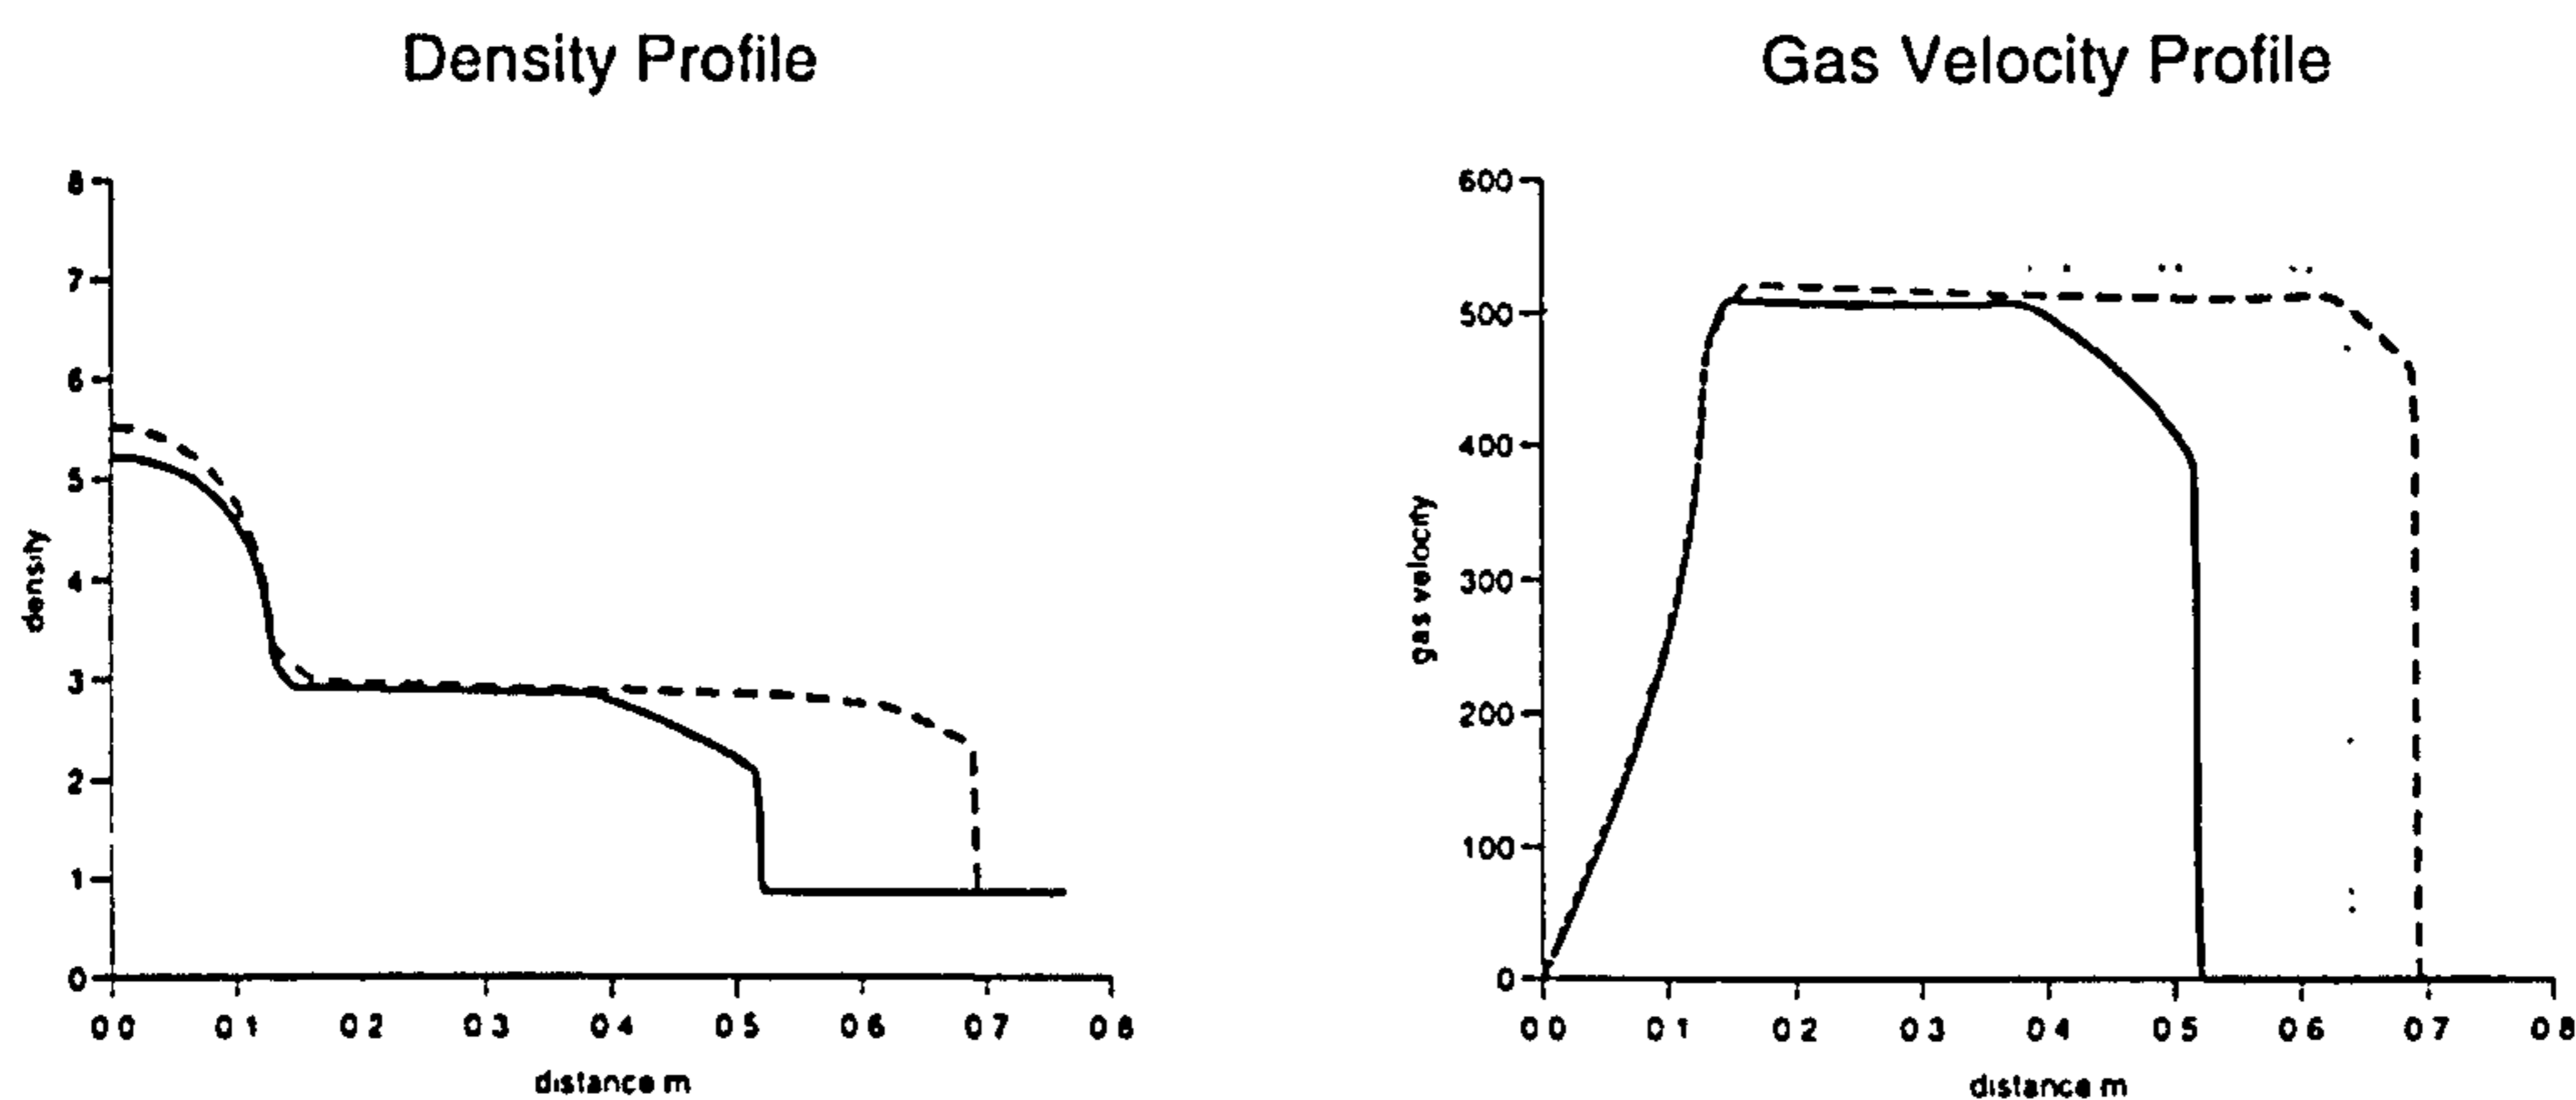 Density Profile
8
7
6
5
4
3
2
1
0
density
0 0 0 1 0 2 0 3 0 4 0 5 0 6 0 7 0 8
distance m
Gas Velocity Profile
600
500
400
300
200
100
0
gas velocity
0 0 0 1 0 2 0 3 0 4 0 5 0 6 0 7 0 8
distance m